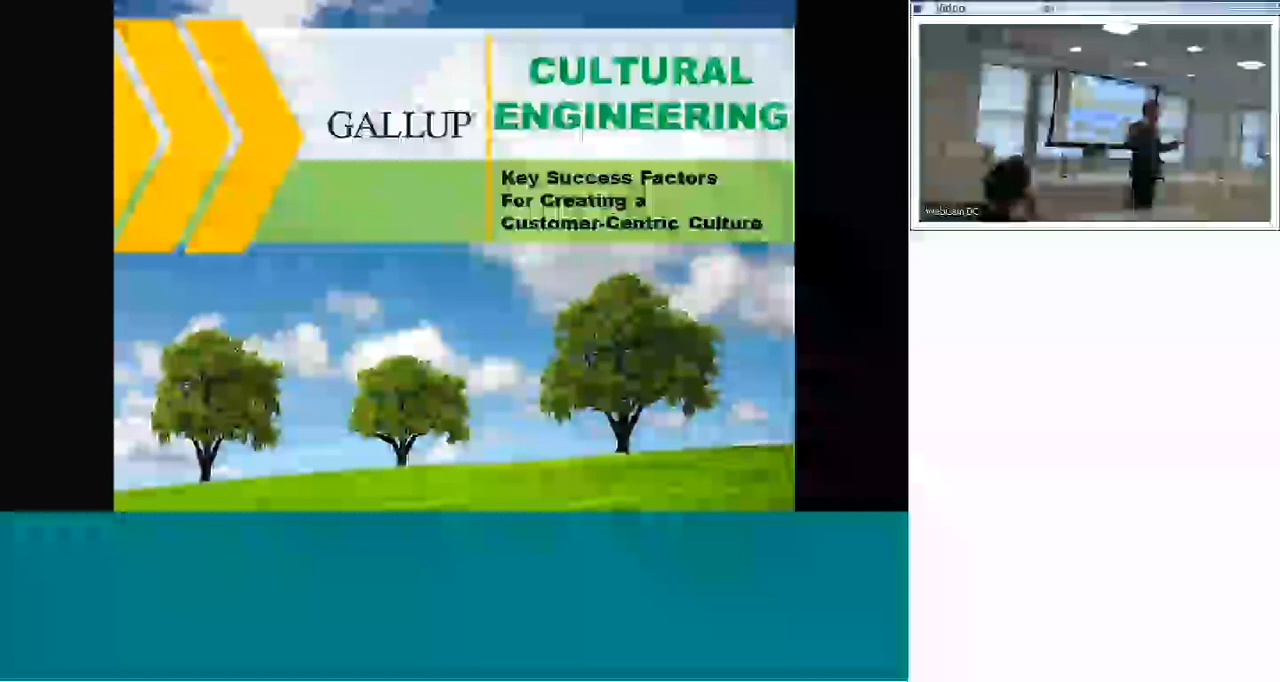 CULTURAL
ENGINEERING
GALLUP'
Key Success Factors
For Creating a
Customer-Centric Culture
Video
Webcam DC